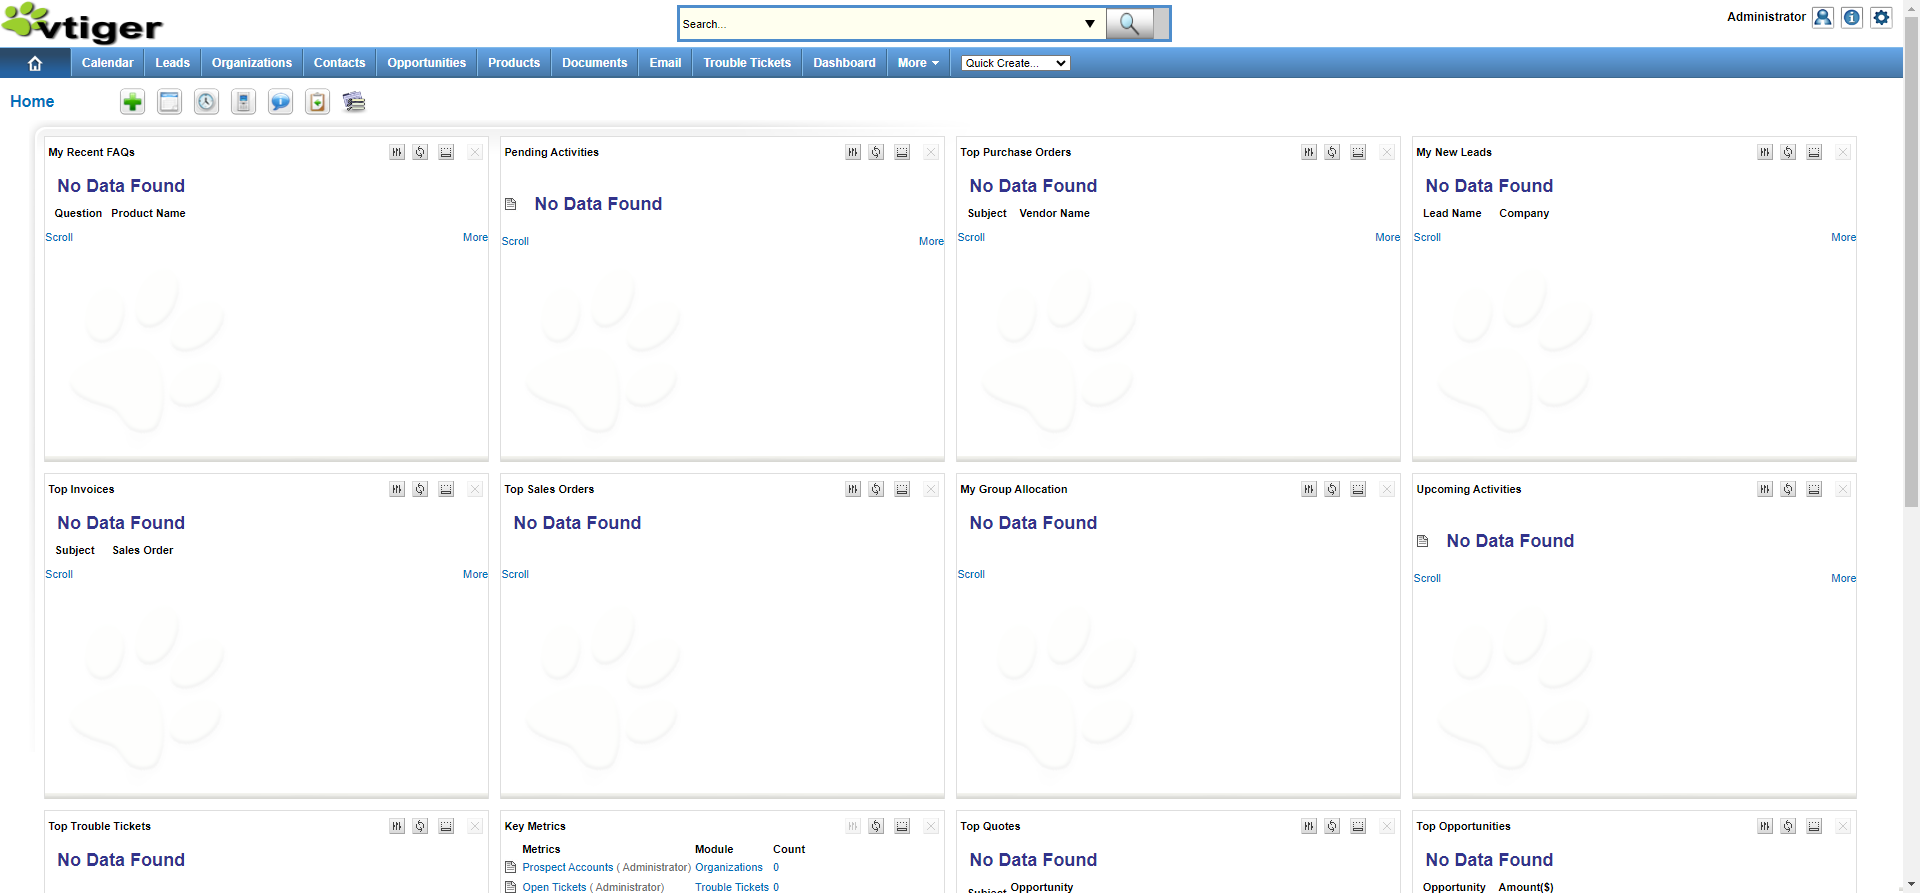 vtiger
Search...
Administrator
Calendar Leads Organizations Contacts Opportunities Products Documents Email Trouble Tickets Dashboard More Quick Create...
Home
My Recent FAQs
No Data Found
Question Product Name
Scroll More
Pending Activities
No Data Found
Scroll More
Top Purchase Orders
No Data Found
Subject Vendor Name
Scroll More
My New Leads
No Data Found
Lead Name Company
Scroll More
Top Invoices
No Data Found
Subject Sales Order
Scroll More
Top Sales Orders
No Data Found
Scroll
My Group Allocation
No Data Found
Scroll
Upcoming Activities
No Data Found
Scroll More
Top Trouble Tickets
No Data Found
Key Metrics
Metrics Module Count
Prospect Accounts ( Administrator) Organizations 0
Open Tickets ( Administrator) Trouble Tickets 0
Top Quotes
No Data Found
Subject Opportunity
Top Opportunities
No Data Found
Opportunity Amount($)